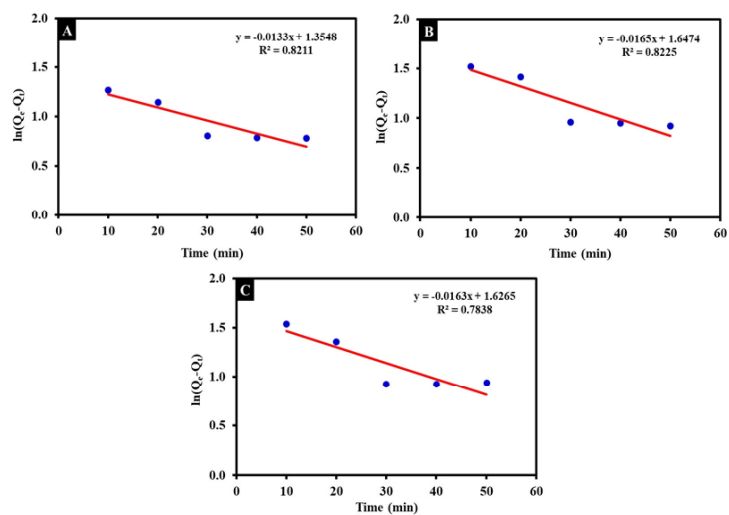 A
y = -0.0133x + 1.3548
R² = 0.8211
2.0
1.5
1.0
0.5
0.0
ln(Qe-Qt)
0 10 20 30 40 50 60
Time (min)
B
y = -0.0165x + 1.6474
R² = 0.8225
2.0
1.5
1.0
0.5
0.0
ln(Qe-Qt)
0 10 20 30 40 50 60
Time (min)
C
y = -0.0163x + 1.6265
R² = 0.7838
2.0
1.5
1.0
0.5
0.0
ln(Qe-Qt)
0 10 20 30 40 50 60
Time (min)